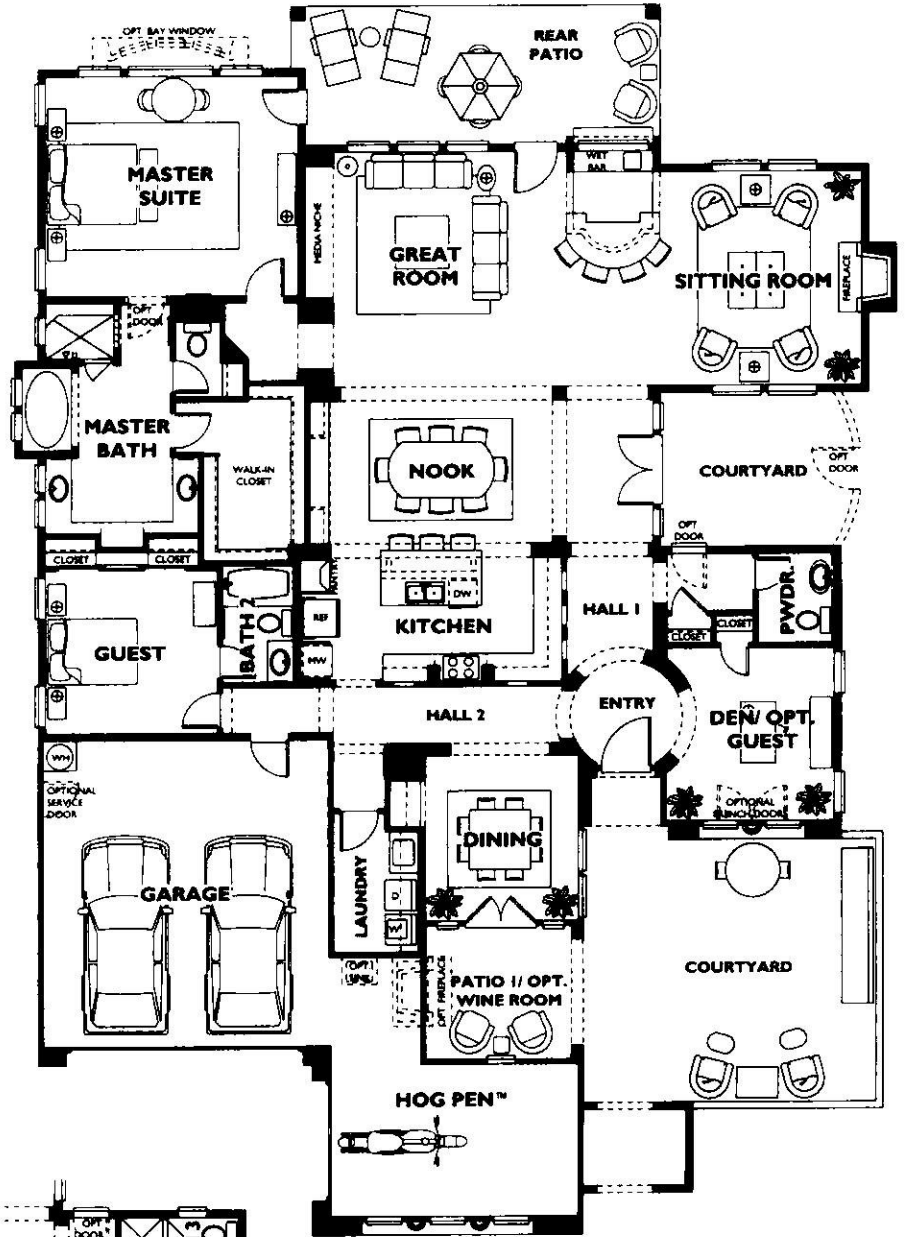 OPT BAY WINDOW
REAR
PATIO
MASTER
SUITE
MEDIA NICHE
GREAT
ROOM
WET
BAR
SITTING ROOM
FIREPLACE
OPT
DOOR
MASTER
BATH
WALK-IN
CLOSET
NOOK
COURTYARD
OPT
DOOR
OPT
DOOR
CLOSET
CLOSET
PANTRY
DW
REF
KITCHEN
HALL 1
PWDR.
CLOSET
CLOSET
GUEST
BATH 2
MW
HALL 2
ENTRY
DEN/ OPT.
GUEST
WH
OPTIONAL
SERVICE
DOOR
OPTIONAL
FRENCH DOOR
DINING
GARAGE
LAUNDRY
D
W
COURTYARD
OPT FIREPLACE
PATIO 1/ OPT.
WINE ROOM
HOG PEN™
OPT
DOOR
3